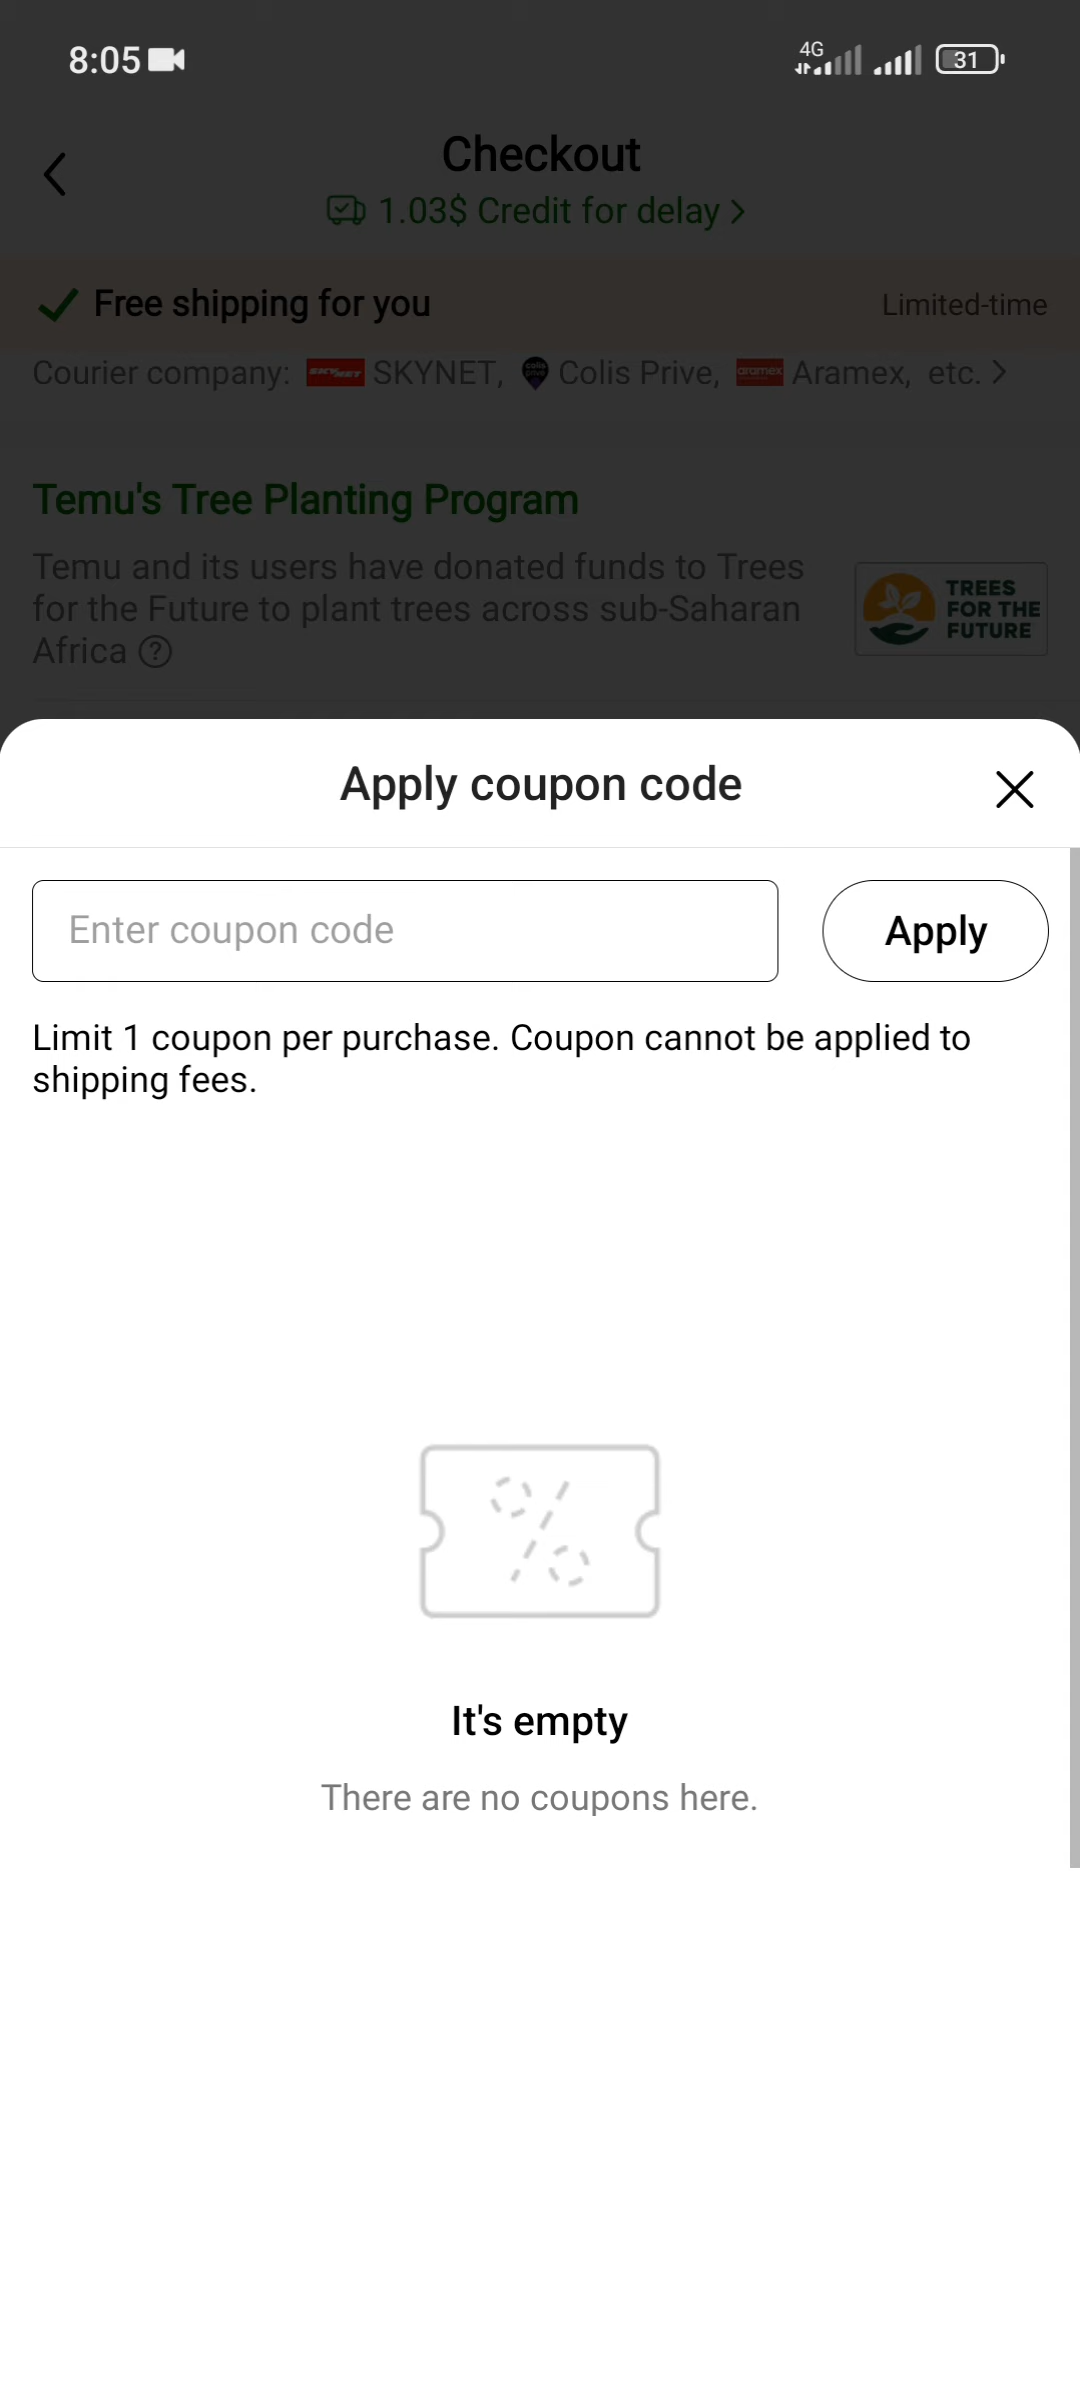 8:05
4G
31
Checkout
1.03$ Credit for delay
Free shipping for you
Limited-time
Courier company: SKYNET SKYNET, colis prive Colis Prive, aramex Aramex, etc.
Temu's Tree Planting Program
Temu and its users have donated funds to Trees
for the Future to plant trees across sub-Saharan
Africa ?
TREES
FOR THE
FUTURE
Apply coupon code
Enter coupon code
Apply
Limit 1 coupon per purchase. Coupon cannot be applied to
shipping fees.
%
It's empty
There are no coupons here.